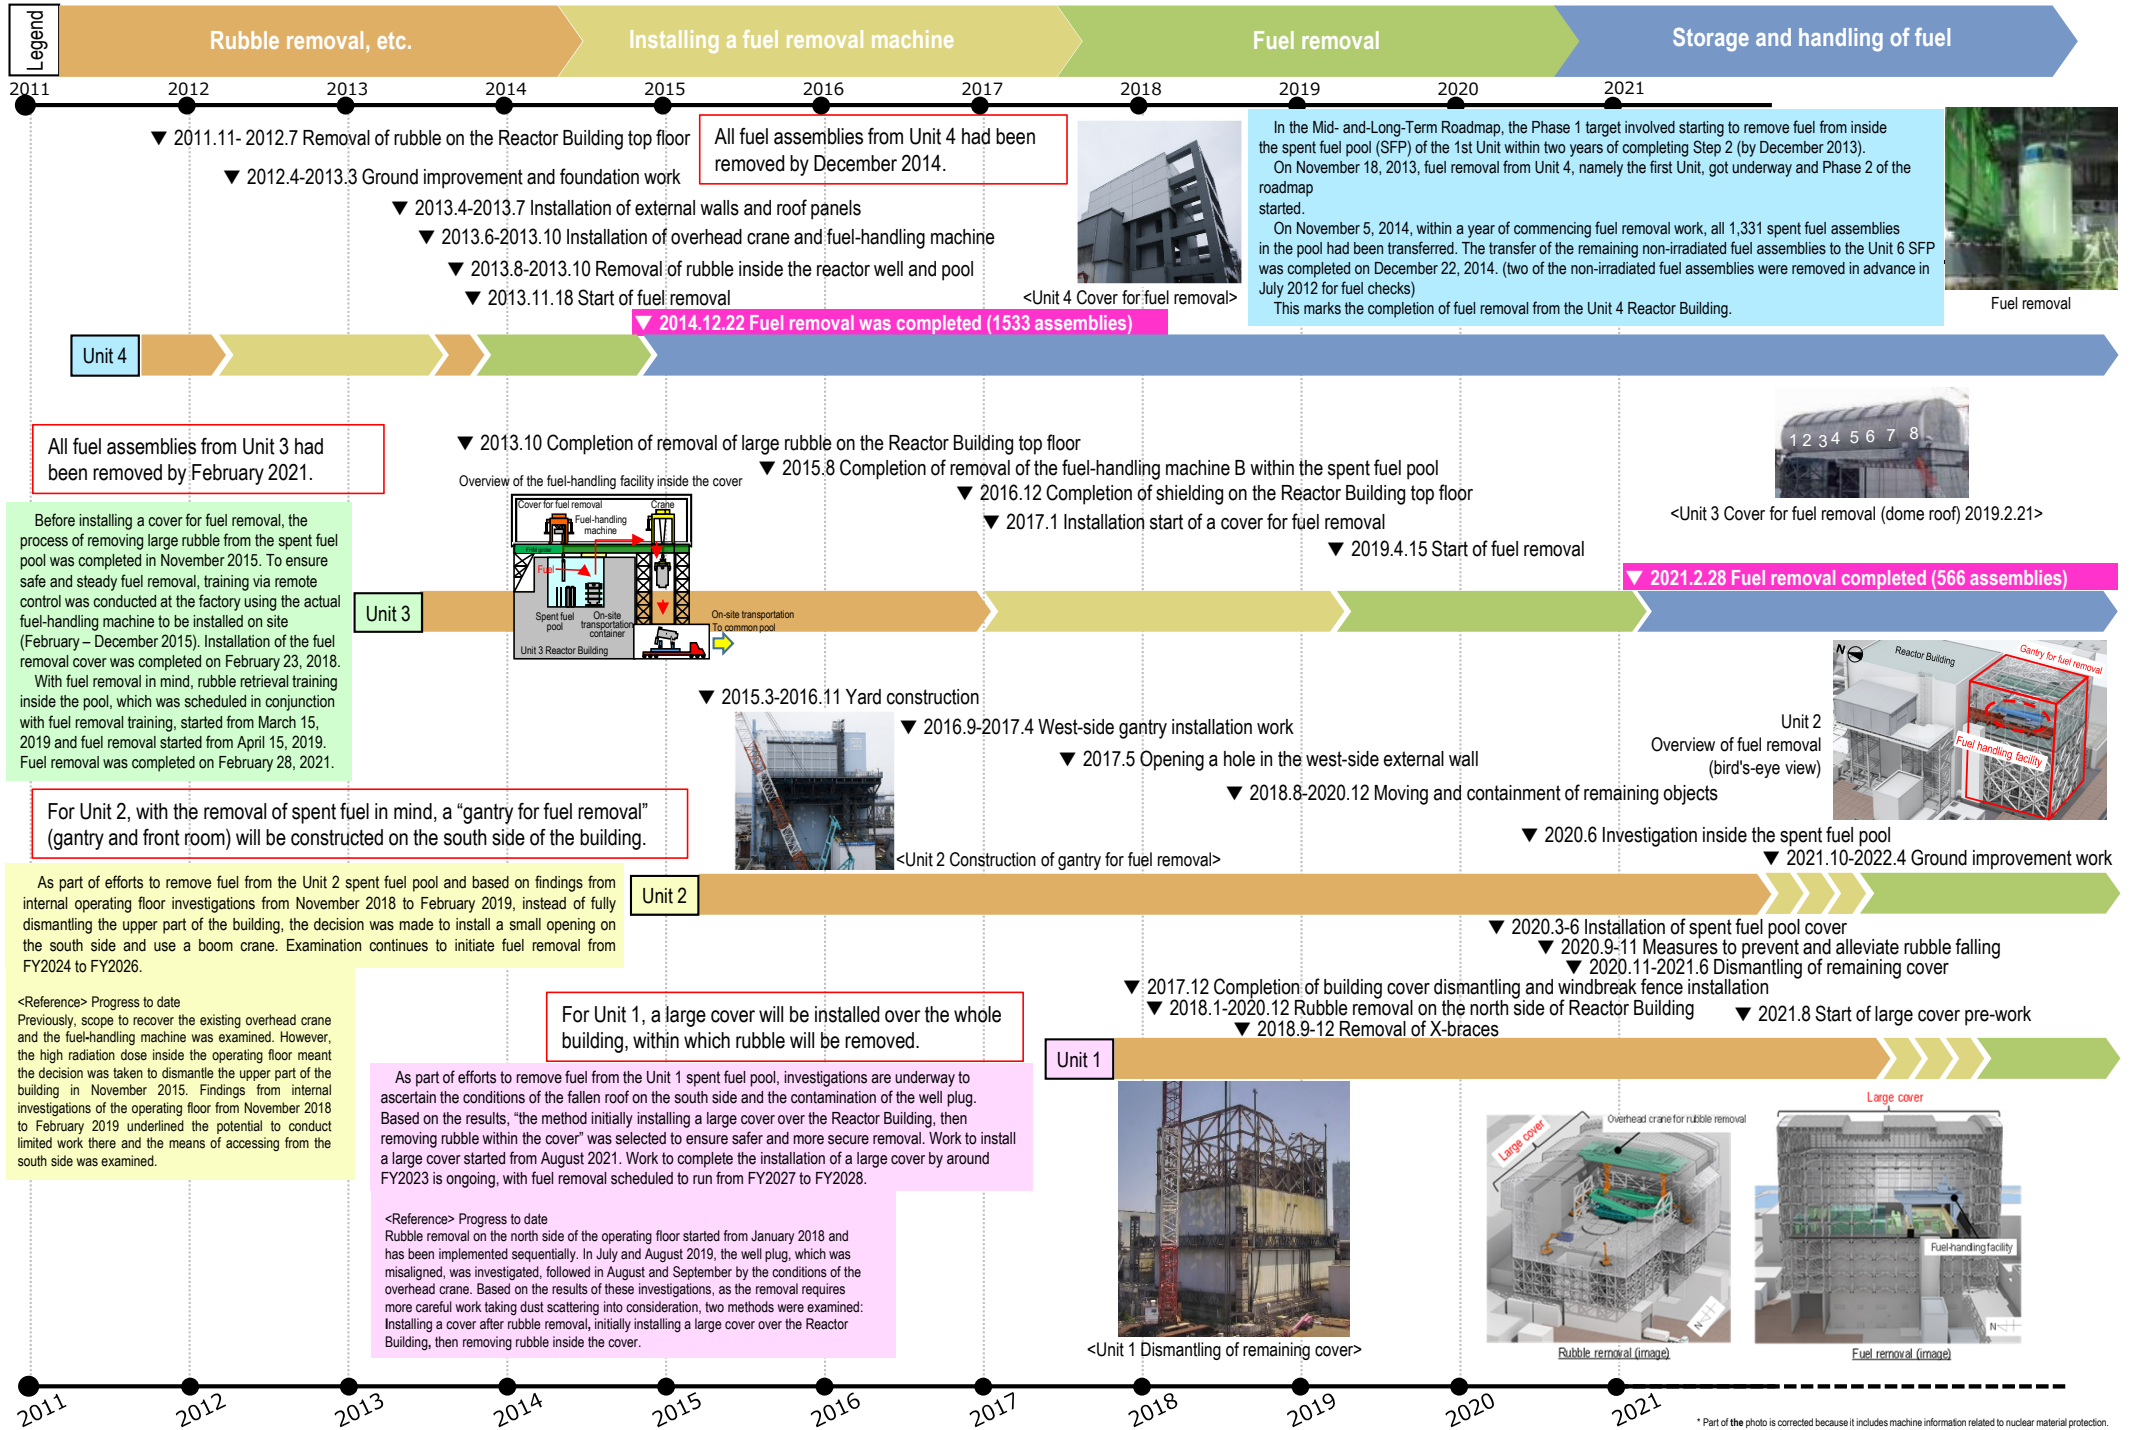 Legend
Rubble removal, etc.
Installing a fuel removal machine
Fuel removal
Storage and handling of fuel
2011
2012
2013
2014
2015
2016
2017
2018
2019
2020
2021
▼ 2011.11- 2012.7 Removal of rubble on the Reactor Building top floor
▼ 2012.4-2013.3 Ground improvement and foundation work
▼ 2013.4-2013.7 Installation of external walls and roof panels
▼ 2013.6-2013.10 Installation of overhead crane and fuel-handling machine
▼ 2013.8-2013.10 Removal of rubble inside the reactor well and pool
▼ 2013.11.18 Start of fuel removal
▼ 2014.12.22 Fuel removal was completed (1533 assemblies)
All fuel assemblies from Unit 4 had been
removed by December 2014.
<Unit 4 Cover for fuel removal>
In the Mid- and-Long-Term Roadmap, the Phase 1 target involved starting to remove fuel from inside
the spent fuel pool (SFP) of the 1st Unit within two years of completing Step 2 (by December 2013).
On November 18, 2013, fuel removal from Unit 4, namely the first Unit, got underway and Phase 2 of the
roadmap
started.
On November 5, 2014, within a year of commencing fuel removal work, all 1,331 spent fuel assemblies
in the pool had been transferred. The transfer of the remaining non-irradiated fuel assemblies to the Unit 6 SFP
was completed on December 22, 2014. (two of the non-irradiated fuel assemblies were removed in advance in
July 2012 for fuel checks)
This marks the completion of fuel removal from the Unit 4 Reactor Building.
Fuel removal
Unit 4
All fuel assemblies from Unit 3 had
been removed by February 2021.
▼ 2013.10 Completion of removal of large rubble on the Reactor Building top floor
▼ 2015.8 Completion of removal of the fuel-handling machine B within the spent fuel pool
▼ 2016.12 Completion of shielding on the Reactor Building top floor
▼ 2017.1 Installation start of a cover for fuel removal
▼ 2019.4.15 Start of fuel removal
▼ 2021.2.28 Fuel removal completed (566 assemblies)
1 2 3 4 5 6 7 8
<Unit 3 Cover for fuel removal (dome roof) 2019.2.21>
Before installing a cover for fuel removal, the
process of removing large rubble from the spent fuel
pool was completed in November 2015. To ensure
safe and steady fuel removal, training via remote
control was conducted at the factory using the actual
fuel-handling machine to be installed on site
(February – December 2015). Installation of the fuel
removal cover was completed on February 23, 2018.
With fuel removal in mind, rubble retrieval training
inside the pool, which was scheduled in conjunction
with fuel removal training, started from March 15,
2019 and fuel removal started from April 15, 2019.
Fuel removal was completed on February 28, 2021.
Overview of the fuel-handling facility inside the cover
Cover for fuel removal
Crane
Fuel-handling
machine
FHM girder
Fuel
Spent fuel
pool
On-site
transportation
container
Unit 3 Reactor Building
On-site transportation
To common pool
Unit 3
▼ 2015.3-2016.11 Yard construction
▼ 2016.9-2017.4 West-side gantry installation work
▼ 2017.5 Opening a hole in the west-side external wall
▼ 2018.8-2020.12 Moving and containment of remaining objects
▼ 2020.6 Investigation inside the spent fuel pool
▼ 2021.10-2022.4 Ground improvement work
Unit 2
Overview of fuel removal
(bird's-eye view)
N
Reactor Building
Gantry for fuel removal
Fuel handling facility
<Unit 2 Construction of gantry for fuel removal>
For Unit 2, with the removal of spent fuel in mind, a “gantry for fuel removal”
(gantry and front room) will be constructed on the south side of the building.
As part of efforts to remove fuel from the Unit 2 spent fuel pool and based on findings from
internal operating floor investigations from November 2018 to February 2019, instead of fully
dismantling the upper part of the building, the decision was made to install a small opening on
the south side and use a boom crane. Examination continues to initiate fuel removal from
FY2024 to FY2026.
<Reference> Progress to date
Previously, scope to recover the existing overhead crane
and the fuel-handling machine was examined. However,
the high radiation dose inside the operating floor meant
the decision was taken to dismantle the upper part of the
building in November 2015. Findings from internal
investigations of the operating floor from November 2018
to February 2019 underlined the potential to conduct
limited work there and the means of accessing from the
south side was examined.
Unit 2
▼ 2020.3-6 Installation of spent fuel pool cover
▼ 2020.9-11 Measures to prevent and alleviate rubble falling
▼ 2020.11-2021.6 Dismantling of remaining cover
▼ 2017.12 Completion of building cover dismantling and windbreak fence installation
▼ 2018.1-2020.12 Rubble removal on the north side of Reactor Building
▼ 2018.9-12 Removal of X-braces
▼ 2021.8 Start of large cover pre-work
For Unit 1, a large cover will be installed over the whole
building, within which rubble will be removed.
Unit 1
As part of efforts to remove fuel from the Unit 1 spent fuel pool, investigations are underway to
ascertain the conditions of the fallen roof on the south side and the contamination of the well plug.
Based on the results, “the method initially installing a large cover over the Reactor Building, then
removing rubble within the cover” was selected to ensure safer and more secure removal. Work to install
a large cover started from August 2021. Work to complete the installation of a large cover by around
FY2023 is ongoing, with fuel removal scheduled to run from FY2027 to FY2028.
<Reference> Progress to date
Rubble removal on the north side of the operating floor started from January 2018 and
has been implemented sequentially. In July and August 2019, the well plug, which was
misaligned, was investigated, followed in August and September by the conditions of the
overhead crane. Based on the results of these investigations, as the removal requires
more careful work taking dust scattering into consideration, two methods were examined:
Installing a cover after rubble removal, initially installing a large cover over the Reactor
Building, then removing rubble inside the cover.
<Unit 1 Dismantling of remaining cover>
Large cover
Overhead crane for rubble removal
N
Rubble removal (image)
Large cover
Fuel-handling facility
N
Fuel removal (image)
2011
2012
2013
2014
2015
2016
2017
2018
2019
2020
2021
* Part of the photo is corrected because it includes machine information related to nuclear material protection.